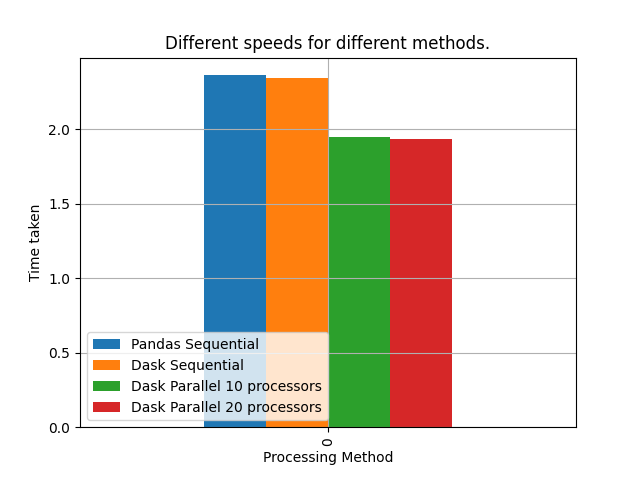 Different speeds for different methods.
Time taken
2.0
1.5
1.0
0.5
0.0
Pandas Sequential
Dask Sequential
Dask Parallel 10 processors
Dask Parallel 20 processors
0
Processing Method